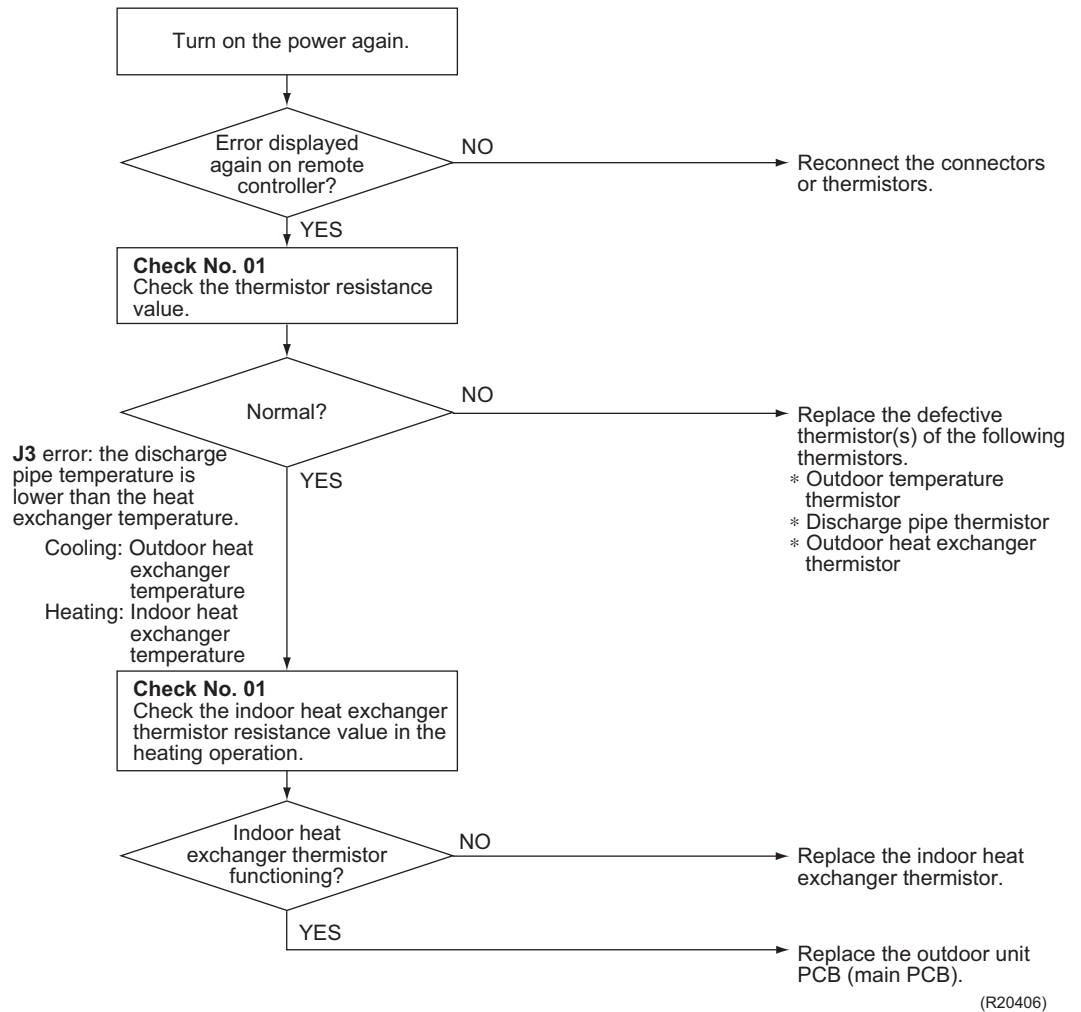 Turn on the power again.
Error displayed
again on remote
controller?
NO
Reconnect the connectors
or thermistors.
YES
Check No. 01
Check the thermistor resistance
value.
Normal?
NO
Replace the defective
thermistor(s) of the following
thermistors.
∗ Outdoor temperature
thermistor
∗ Discharge pipe thermistor
∗ Outdoor heat exchanger
thermistor
YES
J3 error: the discharge
pipe temperature is
lower than the heat
exchanger temperature.
Cooling: Outdoor heat
exchanger
temperature
Heating: Indoor heat
exchanger
temperature
Check No. 01
Check the indoor heat exchanger
thermistor resistance value in the
heating operation.
Indoor heat
exchanger thermistor
functioning?
NO
Replace the indoor heat
exchanger thermistor.
YES
Replace the outdoor unit
PCB (main PCB).
(R20406)